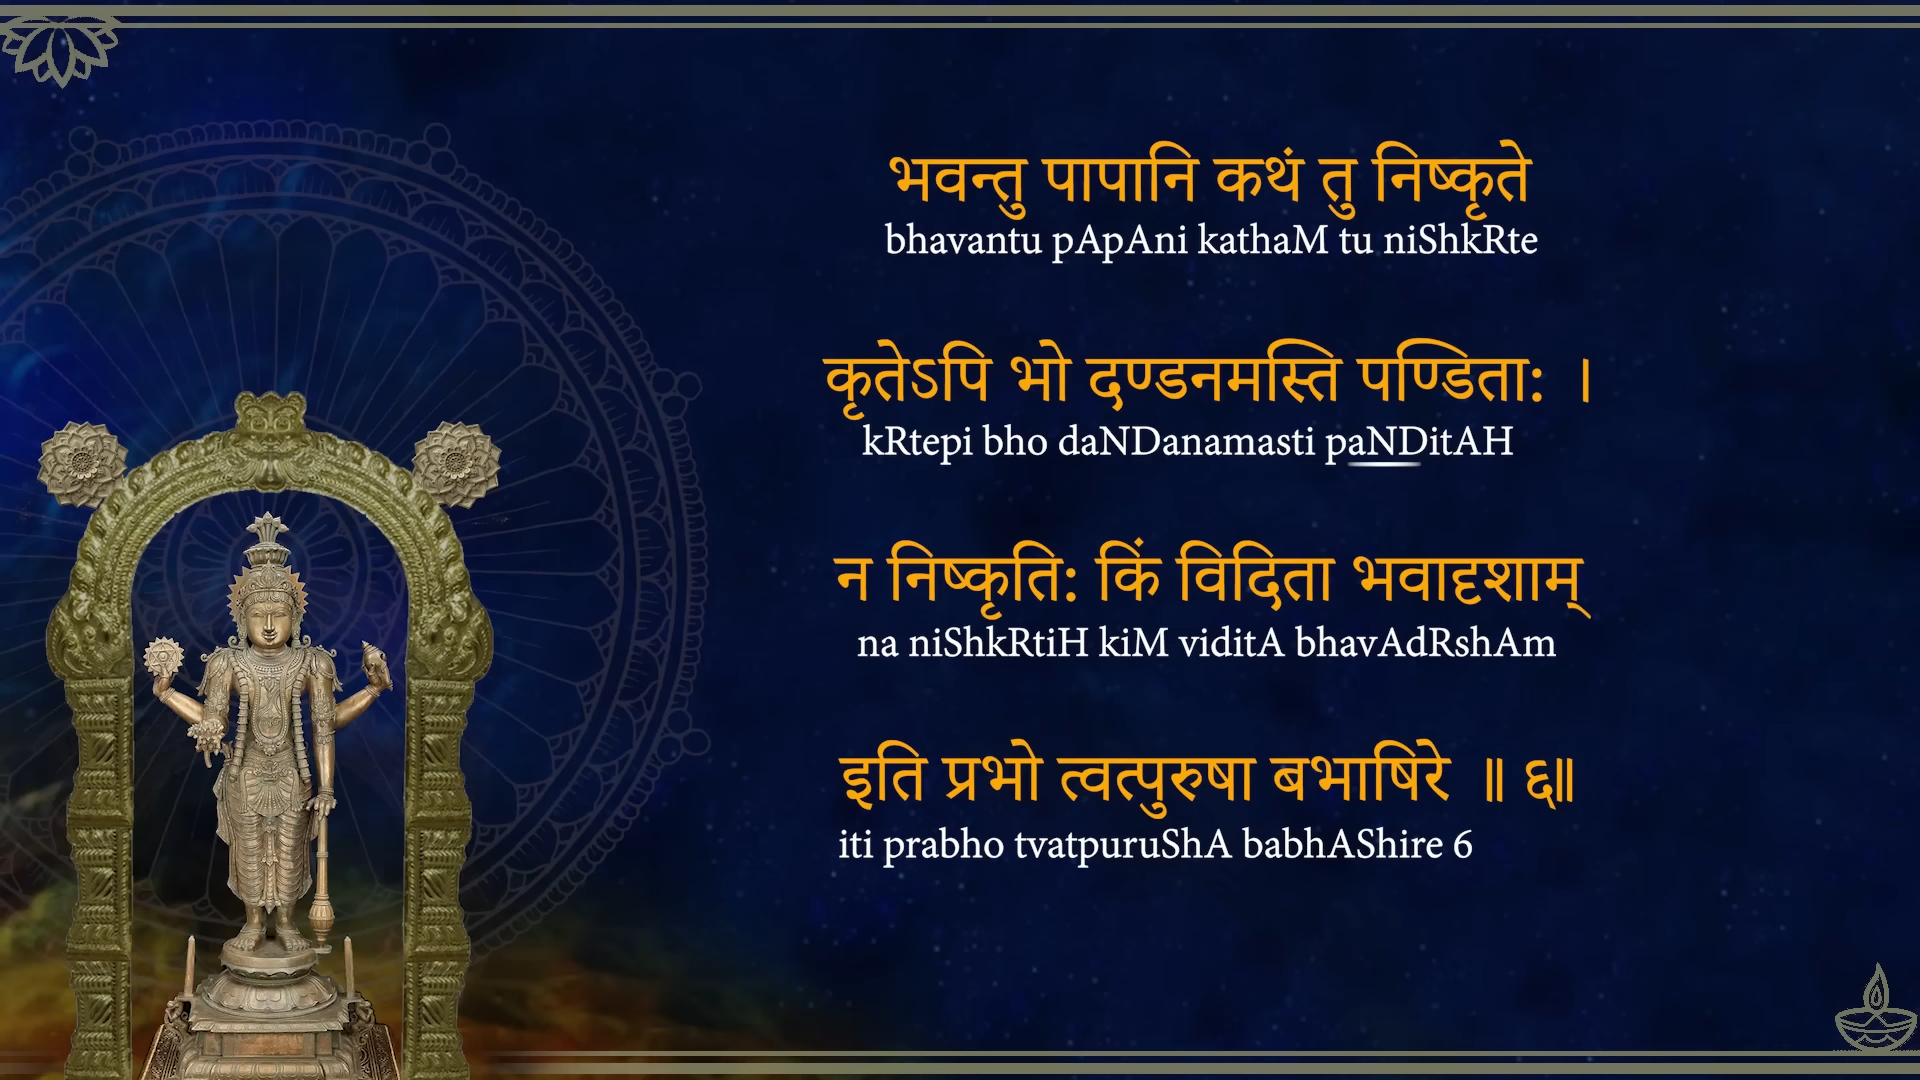 भवन्तु पापानि कथं तु निष्कृते
bhavantu pApAni kathaM tu niShkRte
कृतेऽपि भो दण्डनमस्ति पण्डिताः ।
kRtepi bho daNDanamasti paNDitAH
न निष्कृतिः किं विदिता भवादृशाम्
na niShkRtiH kiM viditA bhavAdRshAm
इति प्रभो त्वत्पुरुषा बभाषिरे ॥ ६॥
iti prabho tvatpuruShA babhAShire 6